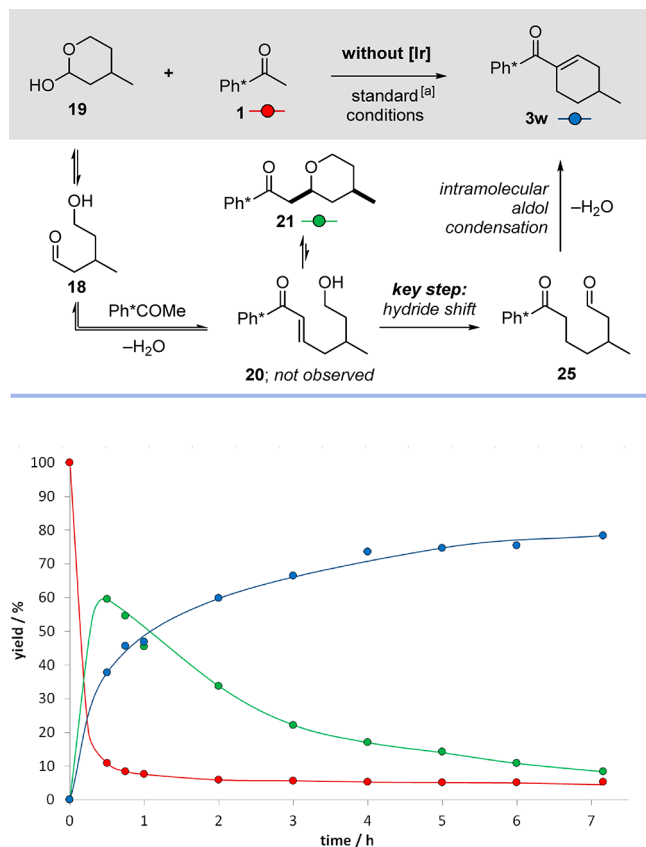 O
HO
19
+
O
Ph*
1
without [Ir]
standard [a]
conditions
O
Ph*
3w
OH
O
18
O
O
Ph*
21
intramolecular
aldol
condensation
–H2O
Ph*COMe
–H2O
O
OH
Ph*
20; not observed
key step:
hydride shift
O
O
Ph*
25
100
90
80
70
60
50
40
30
20
10
0
yield / %
0 1 2 3 4 5 6 7
time / h